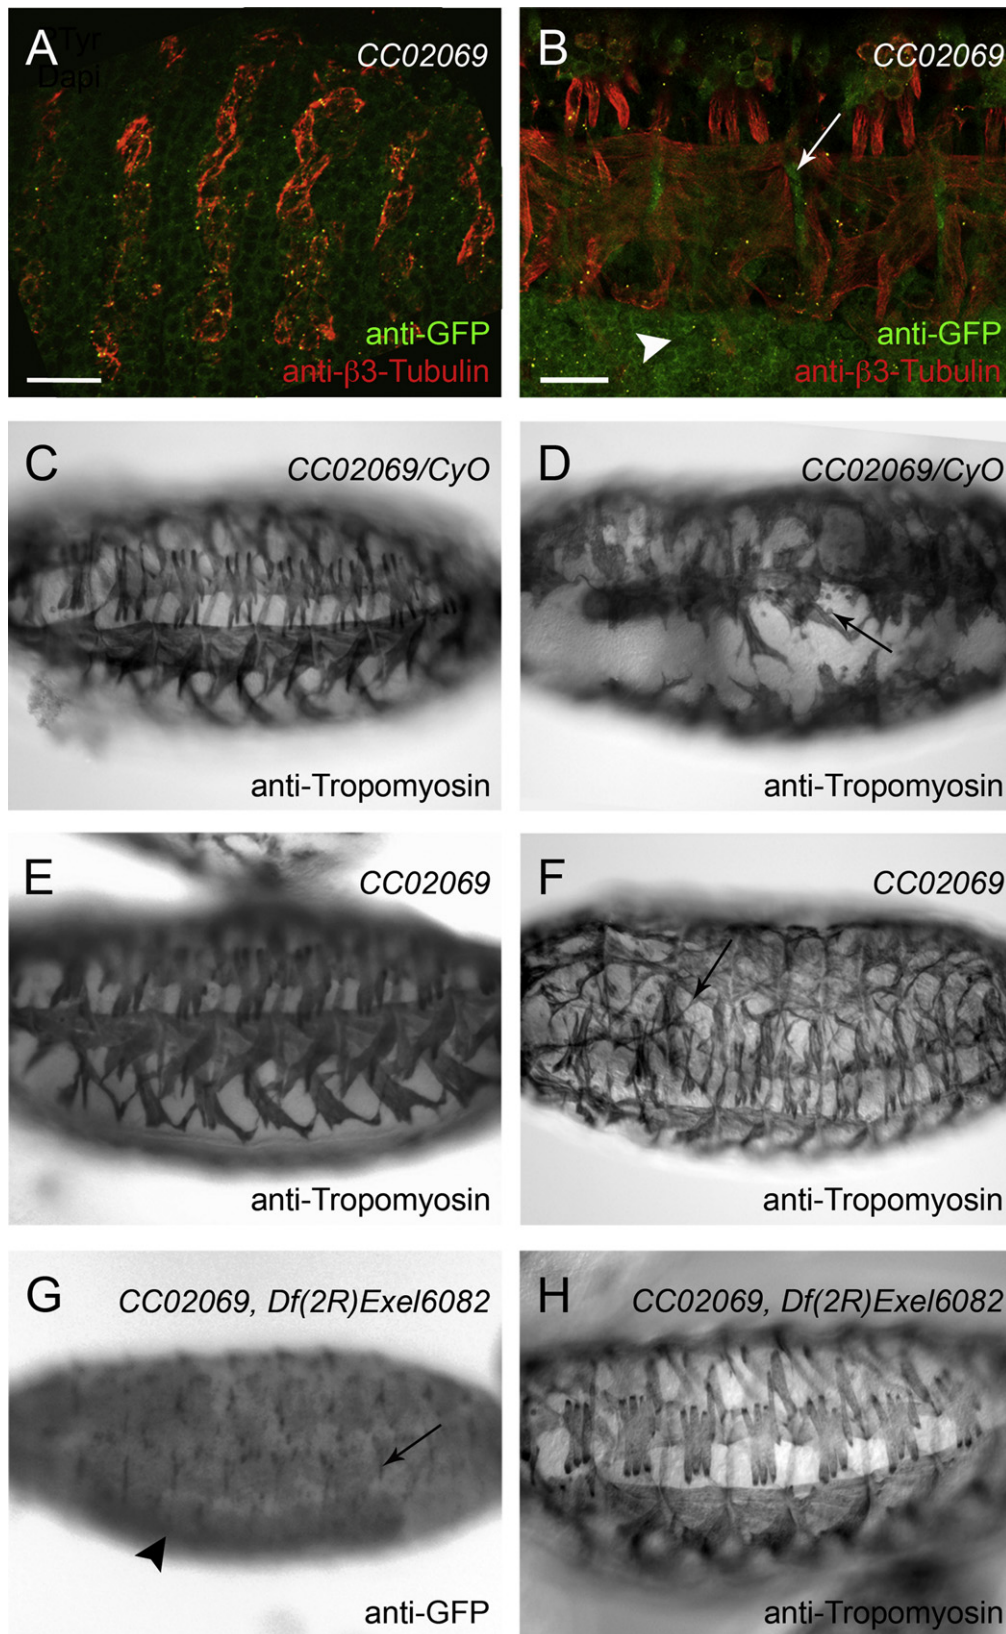 A
Tyr
Dapi
CC02069
anti-GFP
anti-β3-Tubulin
B
CC02069
anti-GFP
anti-β3-Tubulin
C
CC02069/CyO
anti-Tropomyosin
D
CC02069/CyO
anti-Tropomyosin
E
CC02069
anti-Tropomyosin
F
CC02069
anti-Tropomyosin
G
CC02069, Df(2R)Exel6082
anti-GFP
H
CC02069, Df(2R)Exel6082
anti-Tropomyosin